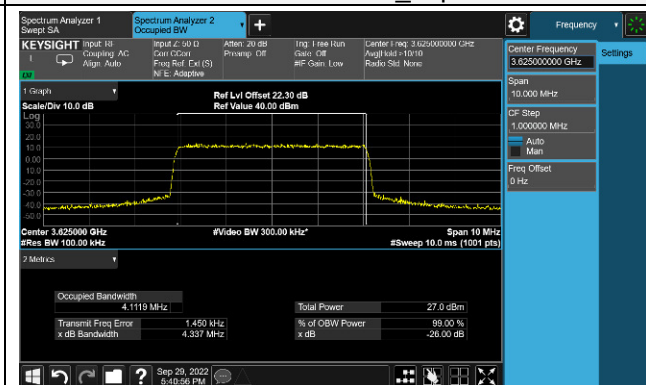 Spectrum Analyzer 1
Swept SA
Spectrum Analyzer 2
Occupied BW
+
Frequency
KEYSIGHT
Input: RF
Coupling: AC
Align: Auto
Input Z: 50 Ω
Corr CCorr
Freq Ref: Ext (S)
NFE: Adaptive
Atten: 20 dB
Preamp: Off
Trig: Free Run
Gate: Off
#IF Gain: Low
Center Freq: 3.625000000 GHz
Avg|Hold:>10/10
Radio Std: None
Center Frequency
3.625000000 GHz
Settings
Span
10.000 MHz
CF Step
1.000000 MHz
Auto
Man
Freq Offset
0 Hz
1 Graph
Scale/Div 10.0 dB
Ref Lvl Offset 22.30 dB
Ref Value 40.00 dBm
Log
30.0
20.0
10.0
0.00
-10.0
-20.0
-30.0
-40.0
-50.0
Center 3.625000 GHz
#Res BW 100.00 kHz
#Video BW 300.00 kHz*
Span 10 MHz
#Sweep 10.0 ms (1001 pts)
2 Metrics
Occupied Bandwidth
4.1119 MHz
Total Power 27.0 dBm
Transmit Freq Error 1.450 kHz
% of OBW Power 99.00 %
x dB Bandwidth 4.337 MHz
x dB -26.00 dB
?
Sep 29, 2022
5:40:56 PM